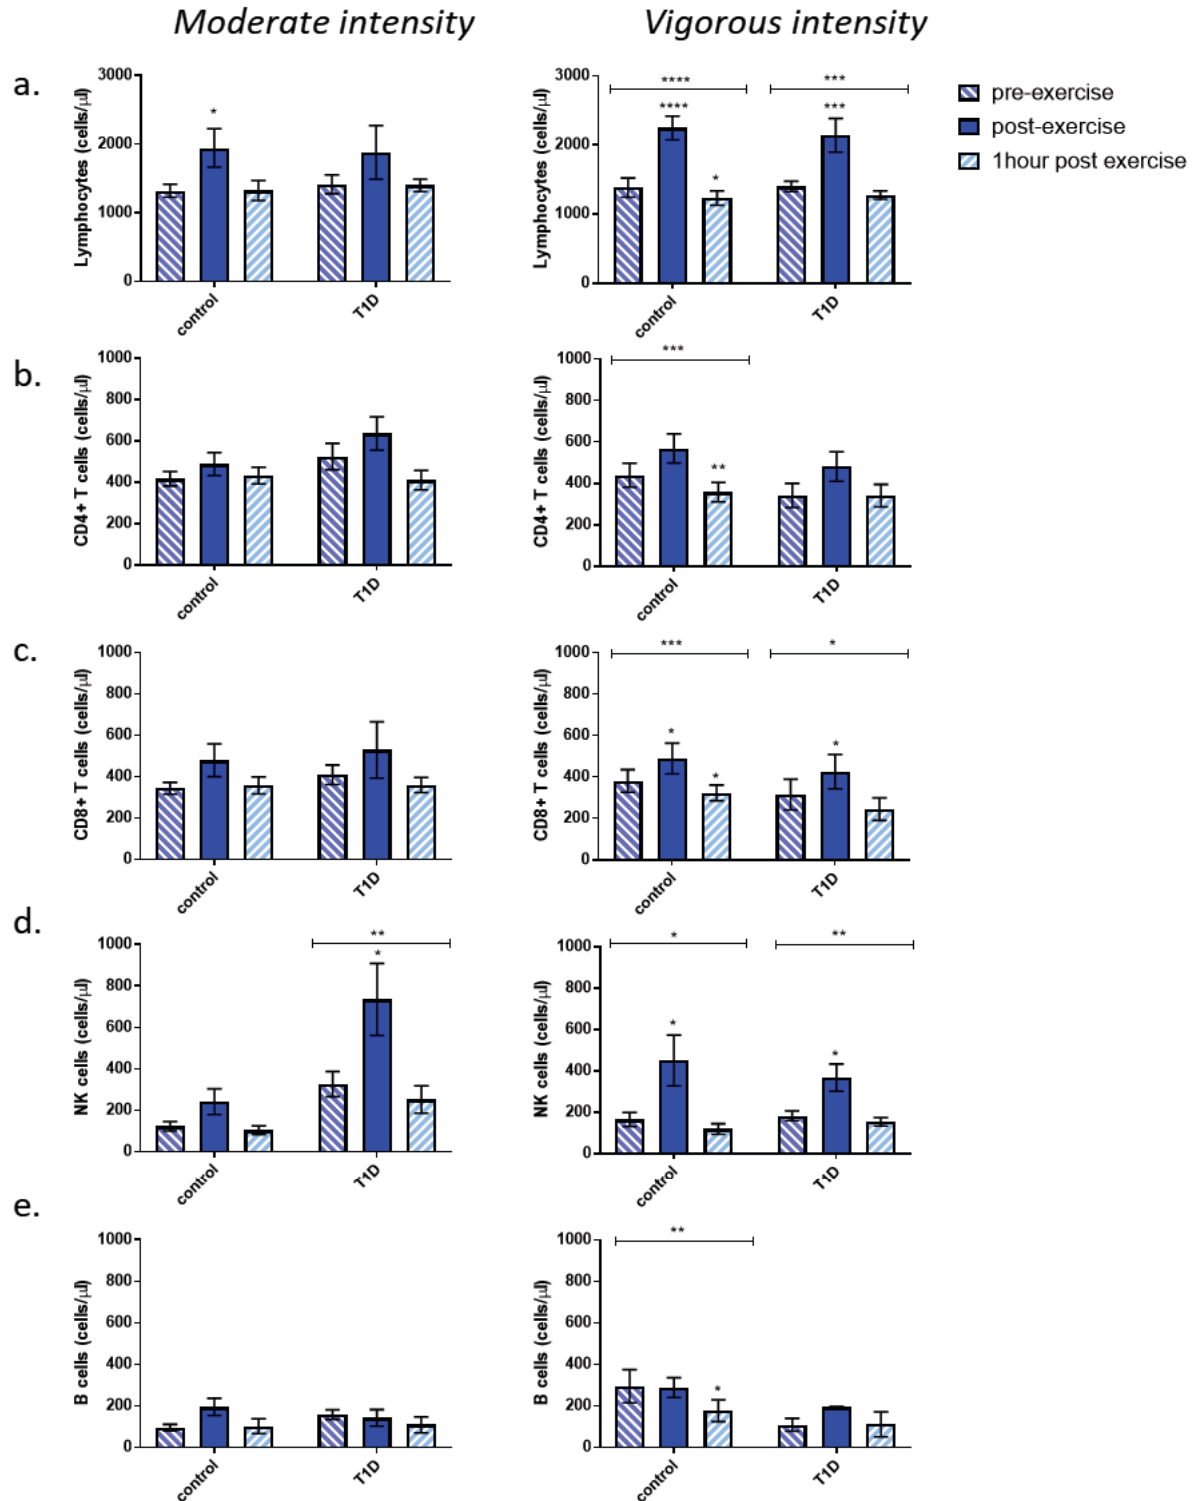 Moderate intensity
Vigorous intensity
pre-exercise
post-exercise
1hour post exercise
a.
Lymphocytes (cells/µl)
3000
2000
1000
0
*
control
T1D
Lymphocytes (cells/µl)
3000
2000
1000
0
****
****
*
***
***
control
T1D
b.
CD4+ T cells (cells/µl)
1000
800
600
400
200
0
control
T1D
CD4+ T cells (cells/µl)
1000
800
600
400
200
0
***
**
control
T1D
c.
CD8+ T cells (cells/µl)
1000
800
600
400
200
0
control
T1D
CD8+ T cells (cells/µl)
1000
800
600
400
200
0
***
*
*
*
*
control
T1D
d.
NK cells (cells/µl)
1000
800
600
400
200
0
**
*
control
T1D
NK cells (cells/µl)
1000
800
600
400
200
0
*
*
**
*
control
T1D
e.
B cells (cells/µl)
1000
800
600
400
200
0
control
T1D
B cells (cells/µl)
1000
800
600
400
200
0
**
*
control
T1D